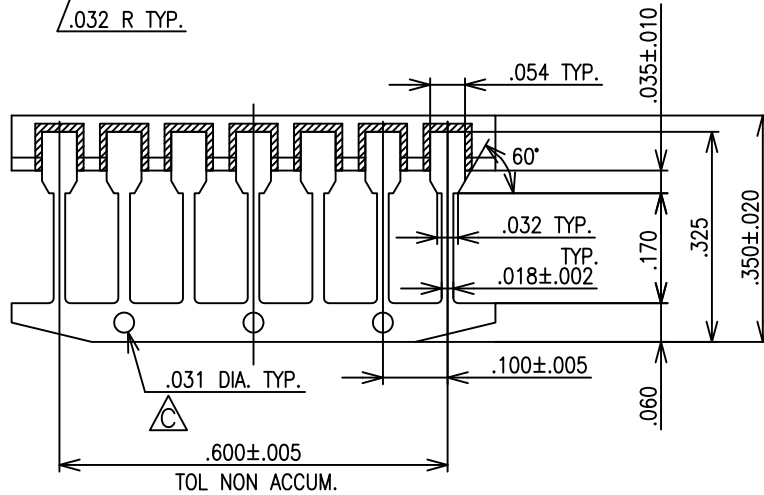 .032 R TYP.
.054 TYP.
.035±.010
60°
.032 TYP.
TYP.
.018±.002
.170
.325
.350±.020
.100±.005
.060
.031 DIA. TYP.
C
.600±.005
TOL NON ACCUM.